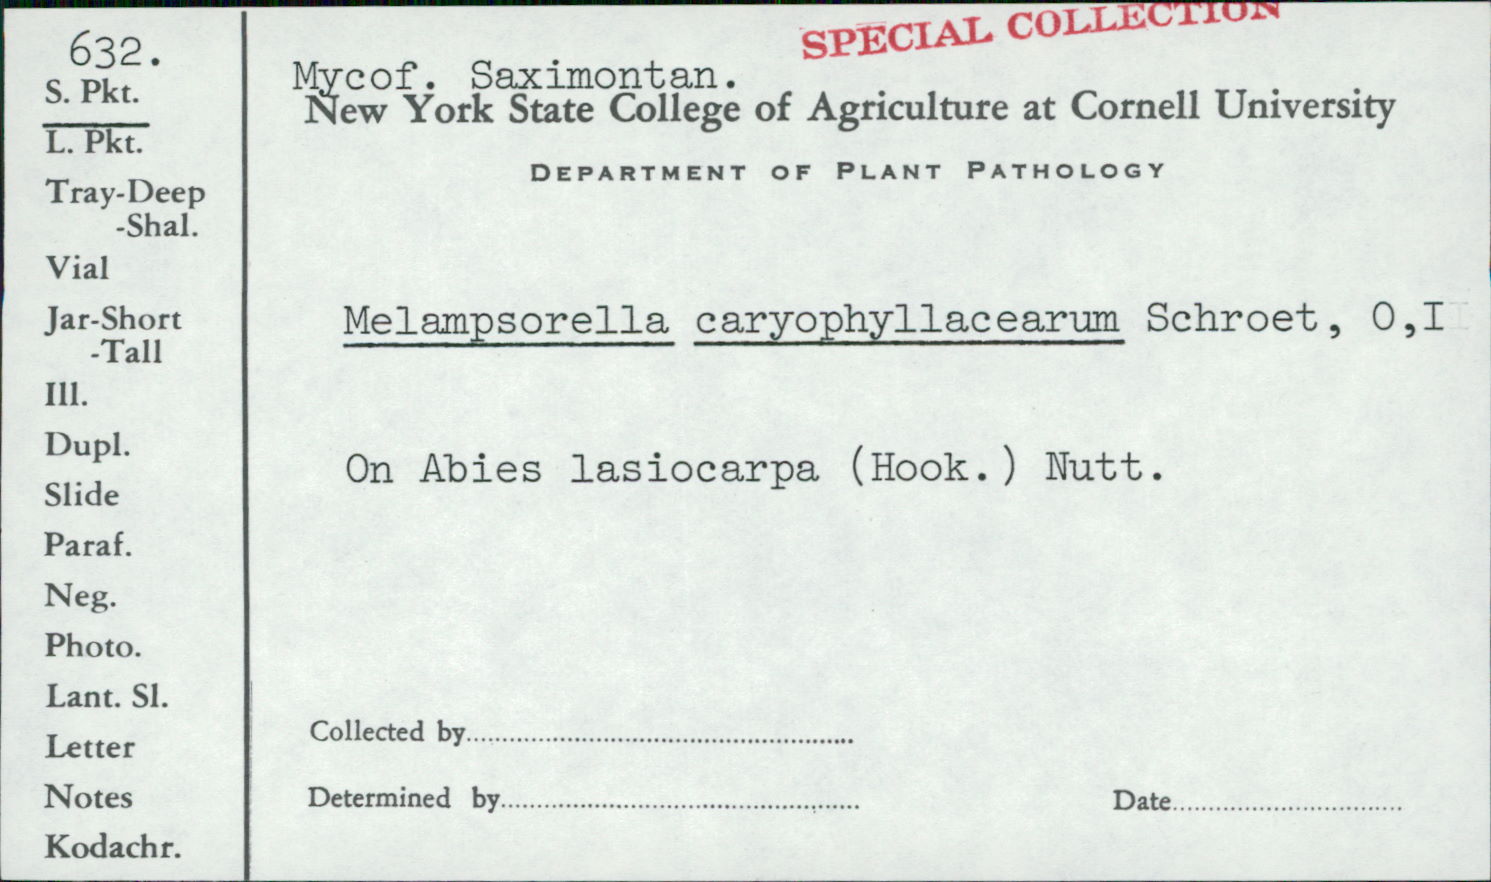 SPECIAL COLLECTION
632.
S. Pkt.
L. Pkt.
Tray-Deep
-Shal.
Vial
Jar-Short
-Tall
Ill.
Dupl.
Slide
Paraf.
Neg.
Photo.
Lant. Sl.
Letter
Notes
Kodachr.
Mycof. Saximontan.
New York State College of Agriculture at Cornell University
DEPARTMENT OF PLANT PATHOLOGY
Melampsorella caryophyllacearum Schroet, O,I
On Abies lasiocarpa (Hook.) Nutt.
Collected by
Determined by
Date